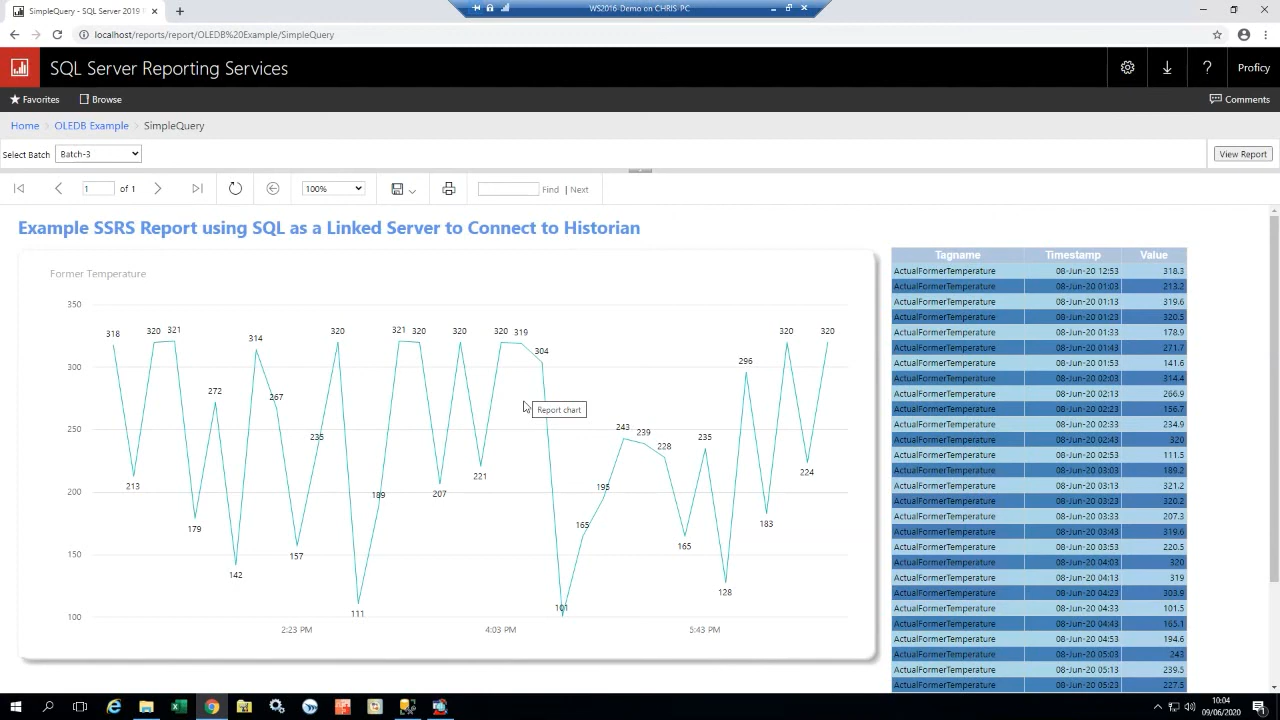 SimpleQuery - SQL Server 2019 R
WS2016-Demo on CHRIS-PC
localhost/reports/report/OLEDB%20Example/SimpleQuery
SQL Server Reporting Services
? Proficy
Favorites Browse Comments
Home > OLEDB Example > SimpleQuery
Select Batch Batch-3 View Report
1 of 1 100% Find | Next
Example SSRS Report using SQL as a Linked Server to Connect to Historian
Former Temperature
350
300
250
200
150
100
318 213 320 321 179 272 142 314 267 157 235 320 111 189 321 320 207 320 221 320 319 304 101 165 195 243 239 228 165 235 128 296 183 320 224 320
Report chart
2:23 PM 4:03 PM 5:43 PM
Tagname Timestamp Value
ActualFormerTemperature 08-Jun-20 12:53 318.3
ActualFormerTemperature 08-Jun-20 01:03 213.2
ActualFormerTemperature 08-Jun-20 01:13 319.6
ActualFormerTemperature 08-Jun-20 01:23 320.5
ActualFormerTemperature 08-Jun-20 01:33 178.9
ActualFormerTemperature 08-Jun-20 01:43 271.7
ActualFormerTemperature 08-Jun-20 01:53 141.6
ActualFormerTemperature 08-Jun-20 02:03 314.4
ActualFormerTemperature 08-Jun-20 02:13 266.9
ActualFormerTemperature 08-Jun-20 02:23 156.7
ActualFormerTemperature 08-Jun-20 02:33 234.9
ActualFormerTemperature 08-Jun-20 02:43 320
ActualFormerTemperature 08-Jun-20 02:53 111.5
ActualFormerTemperature 08-Jun-20 03:03 189.2
ActualFormerTemperature 08-Jun-20 03:13 321.2
ActualFormerTemperature 08-Jun-20 03:23 320.2
ActualFormerTemperature 08-Jun-20 03:33 207.3
ActualFormerTemperature 08-Jun-20 03:43 319.6
ActualFormerTemperature 08-Jun-20 03:53 220.5
ActualFormerTemperature 08-Jun-20 04:03 320
ActualFormerTemperature 08-Jun-20 04:13 319
ActualFormerTemperature 08-Jun-20 04:23 303.9
ActualFormerTemperature 08-Jun-20 04:33 101.5
ActualFormerTemperature 08-Jun-20 04:43 165.1
ActualFormerTemperature 08-Jun-20 04:53 194.6
ActualFormerTemperature 08-Jun-20 05:03 243
ActualFormerTemperature 08-Jun-20 05:13 239.5
ActualFormerTemperature 08-Jun-20 05:23 227.5
10:04
09/06/2020